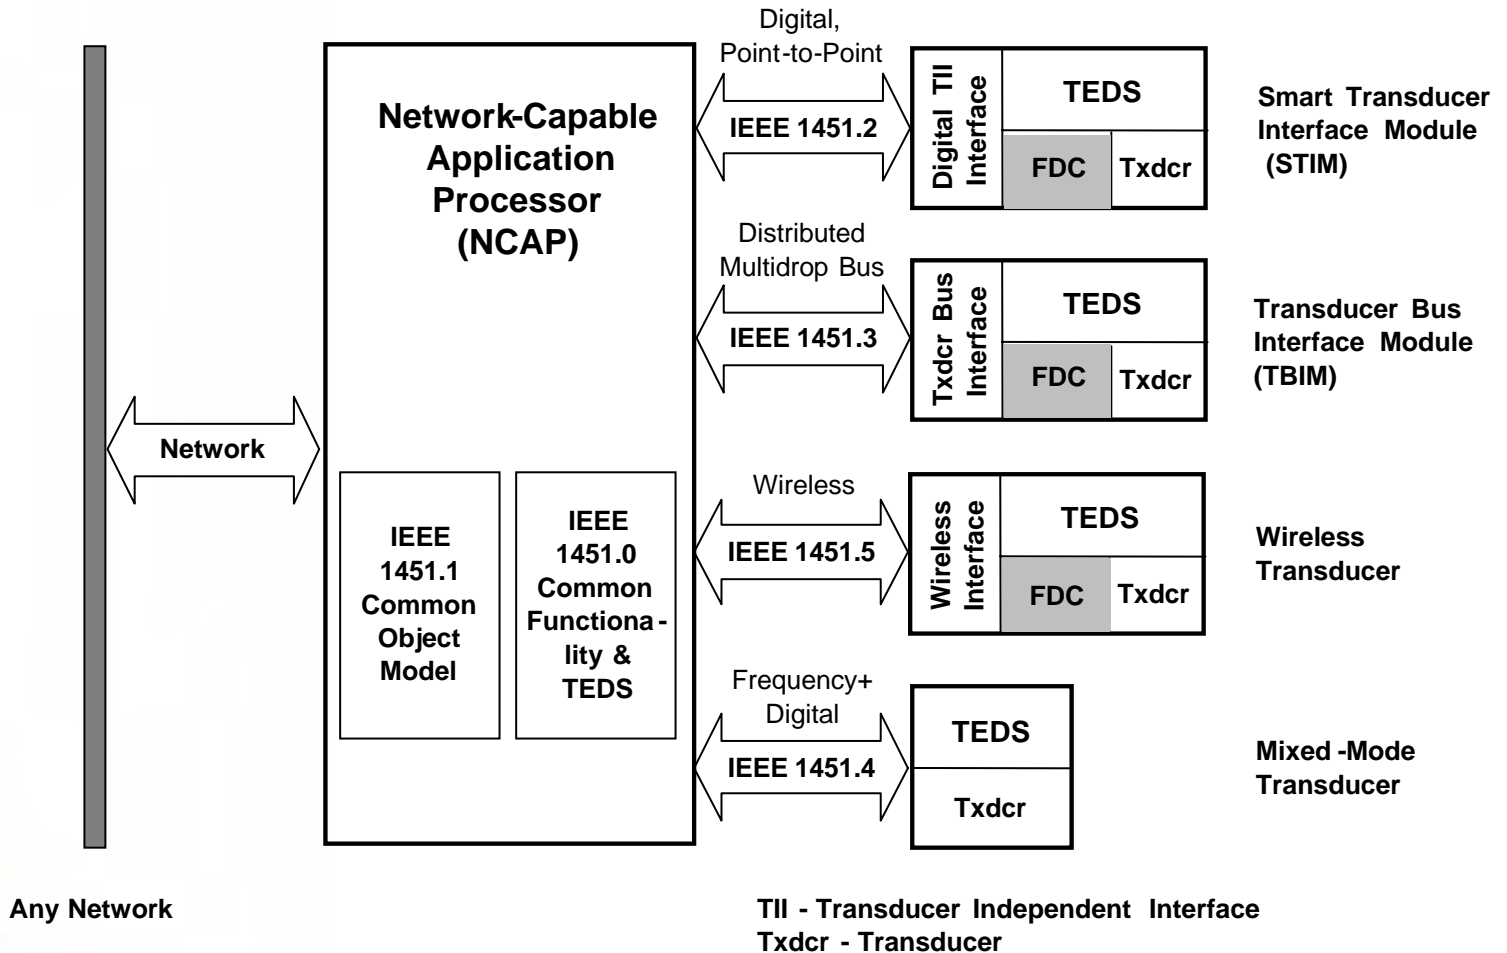 Digital,
Point-to-Point
IEEE 1451.2
Digital TII
Interface
TEDS
FDC
Txdcr
Smart Transducer
Interface Module
(STIM)
Network-Capable
Application
Processor
(NCAP)
Distributed
Multidrop Bus
IEEE 1451.3
Txdcr Bus
Interface
TEDS
FDC
Txdcr
Transducer Bus
Interface Module
(TBIM)
Network
IEEE
1451.1
Common
Object
Model
IEEE
1451.0
Common
Functiona-
lity &
TEDS
Wireless
IEEE 1451.5
Wireless
Interface
TEDS
FDC
Txdcr
Wireless
Transducer
Frequency+
Digital
IEEE 1451.4
TEDS
Txdcr
Mixed-Mode
Transducer
Any Network
TII - Transducer Independent Interface
Txdcr - Transducer